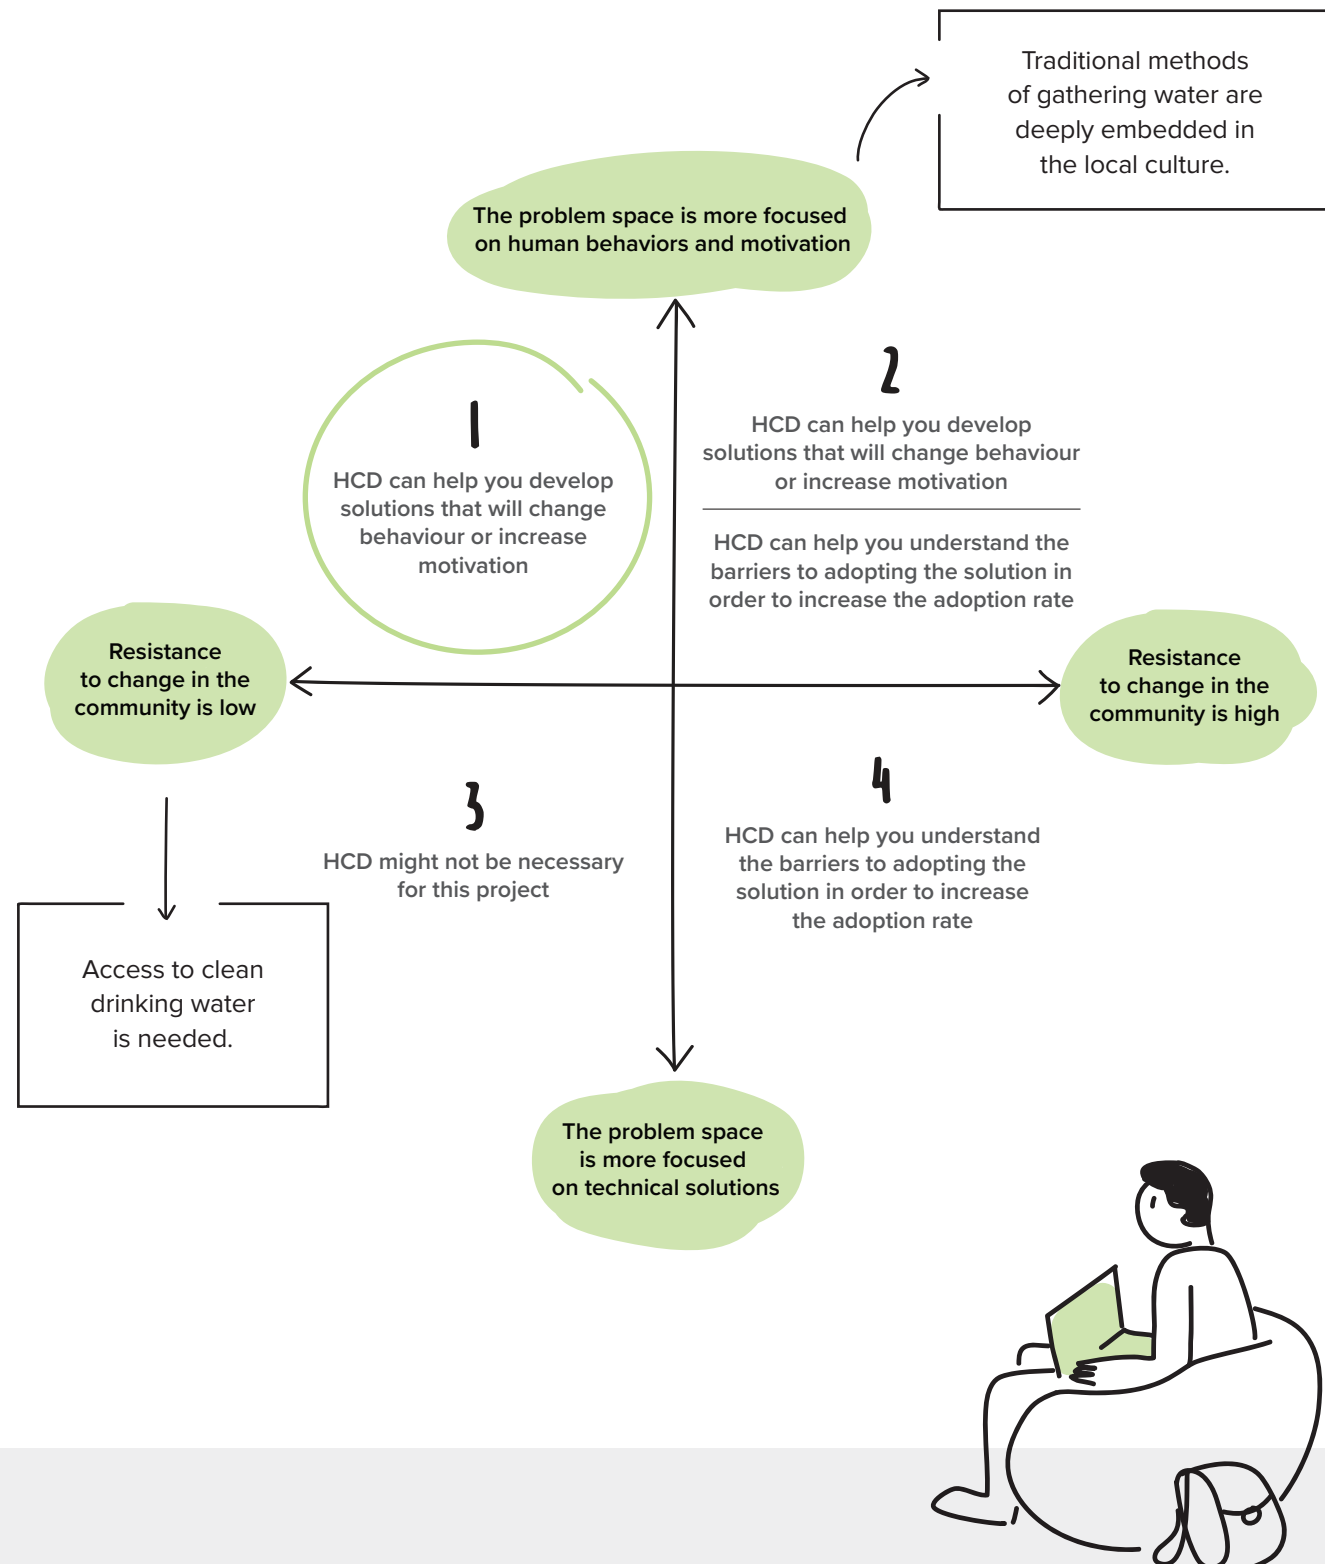 Traditional methods
of gathering water are
deeply embedded in
the local culture.
The problem space is more focused
on human behaviors and motivation
1
HCD can help you develop
solutions that will change
behaviour or increase
motivation
2
HCD can help you develop
solutions that will change behaviour
or increase motivation
HCD can help you understand the
barriers to adopting the solution in
order to increase the adoption rate
Resistance
to change in the
community is low
Resistance
to change in the
community is high
3
HCD might not be necessary
for this project
4
HCD can help you understand
the barriers to adopting the
solution in order to increase
the adoption rate
Access to clean
drinking water
is needed.
The problem space
is more focused
on technical solutions